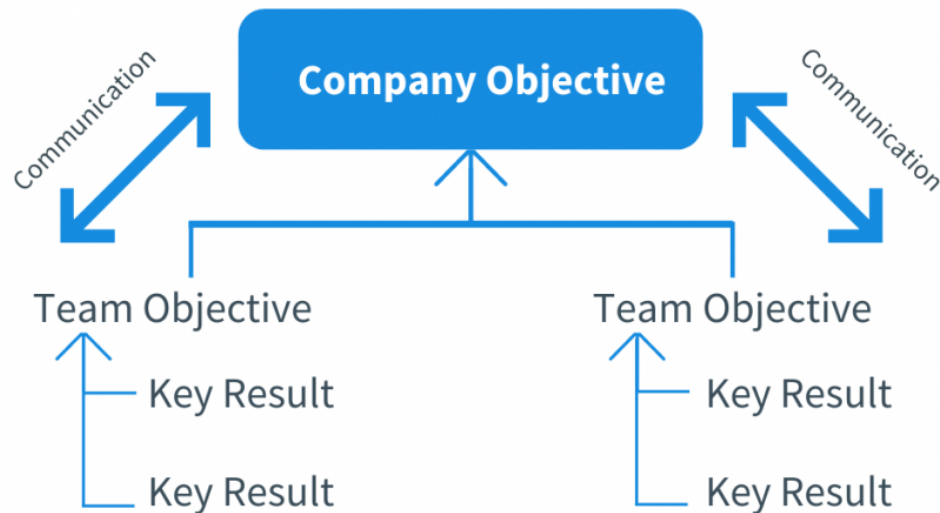 Communication
Company Objective
Communication
Team Objective
Key Result
Key Result
Team Objective
Key Result
Key Result